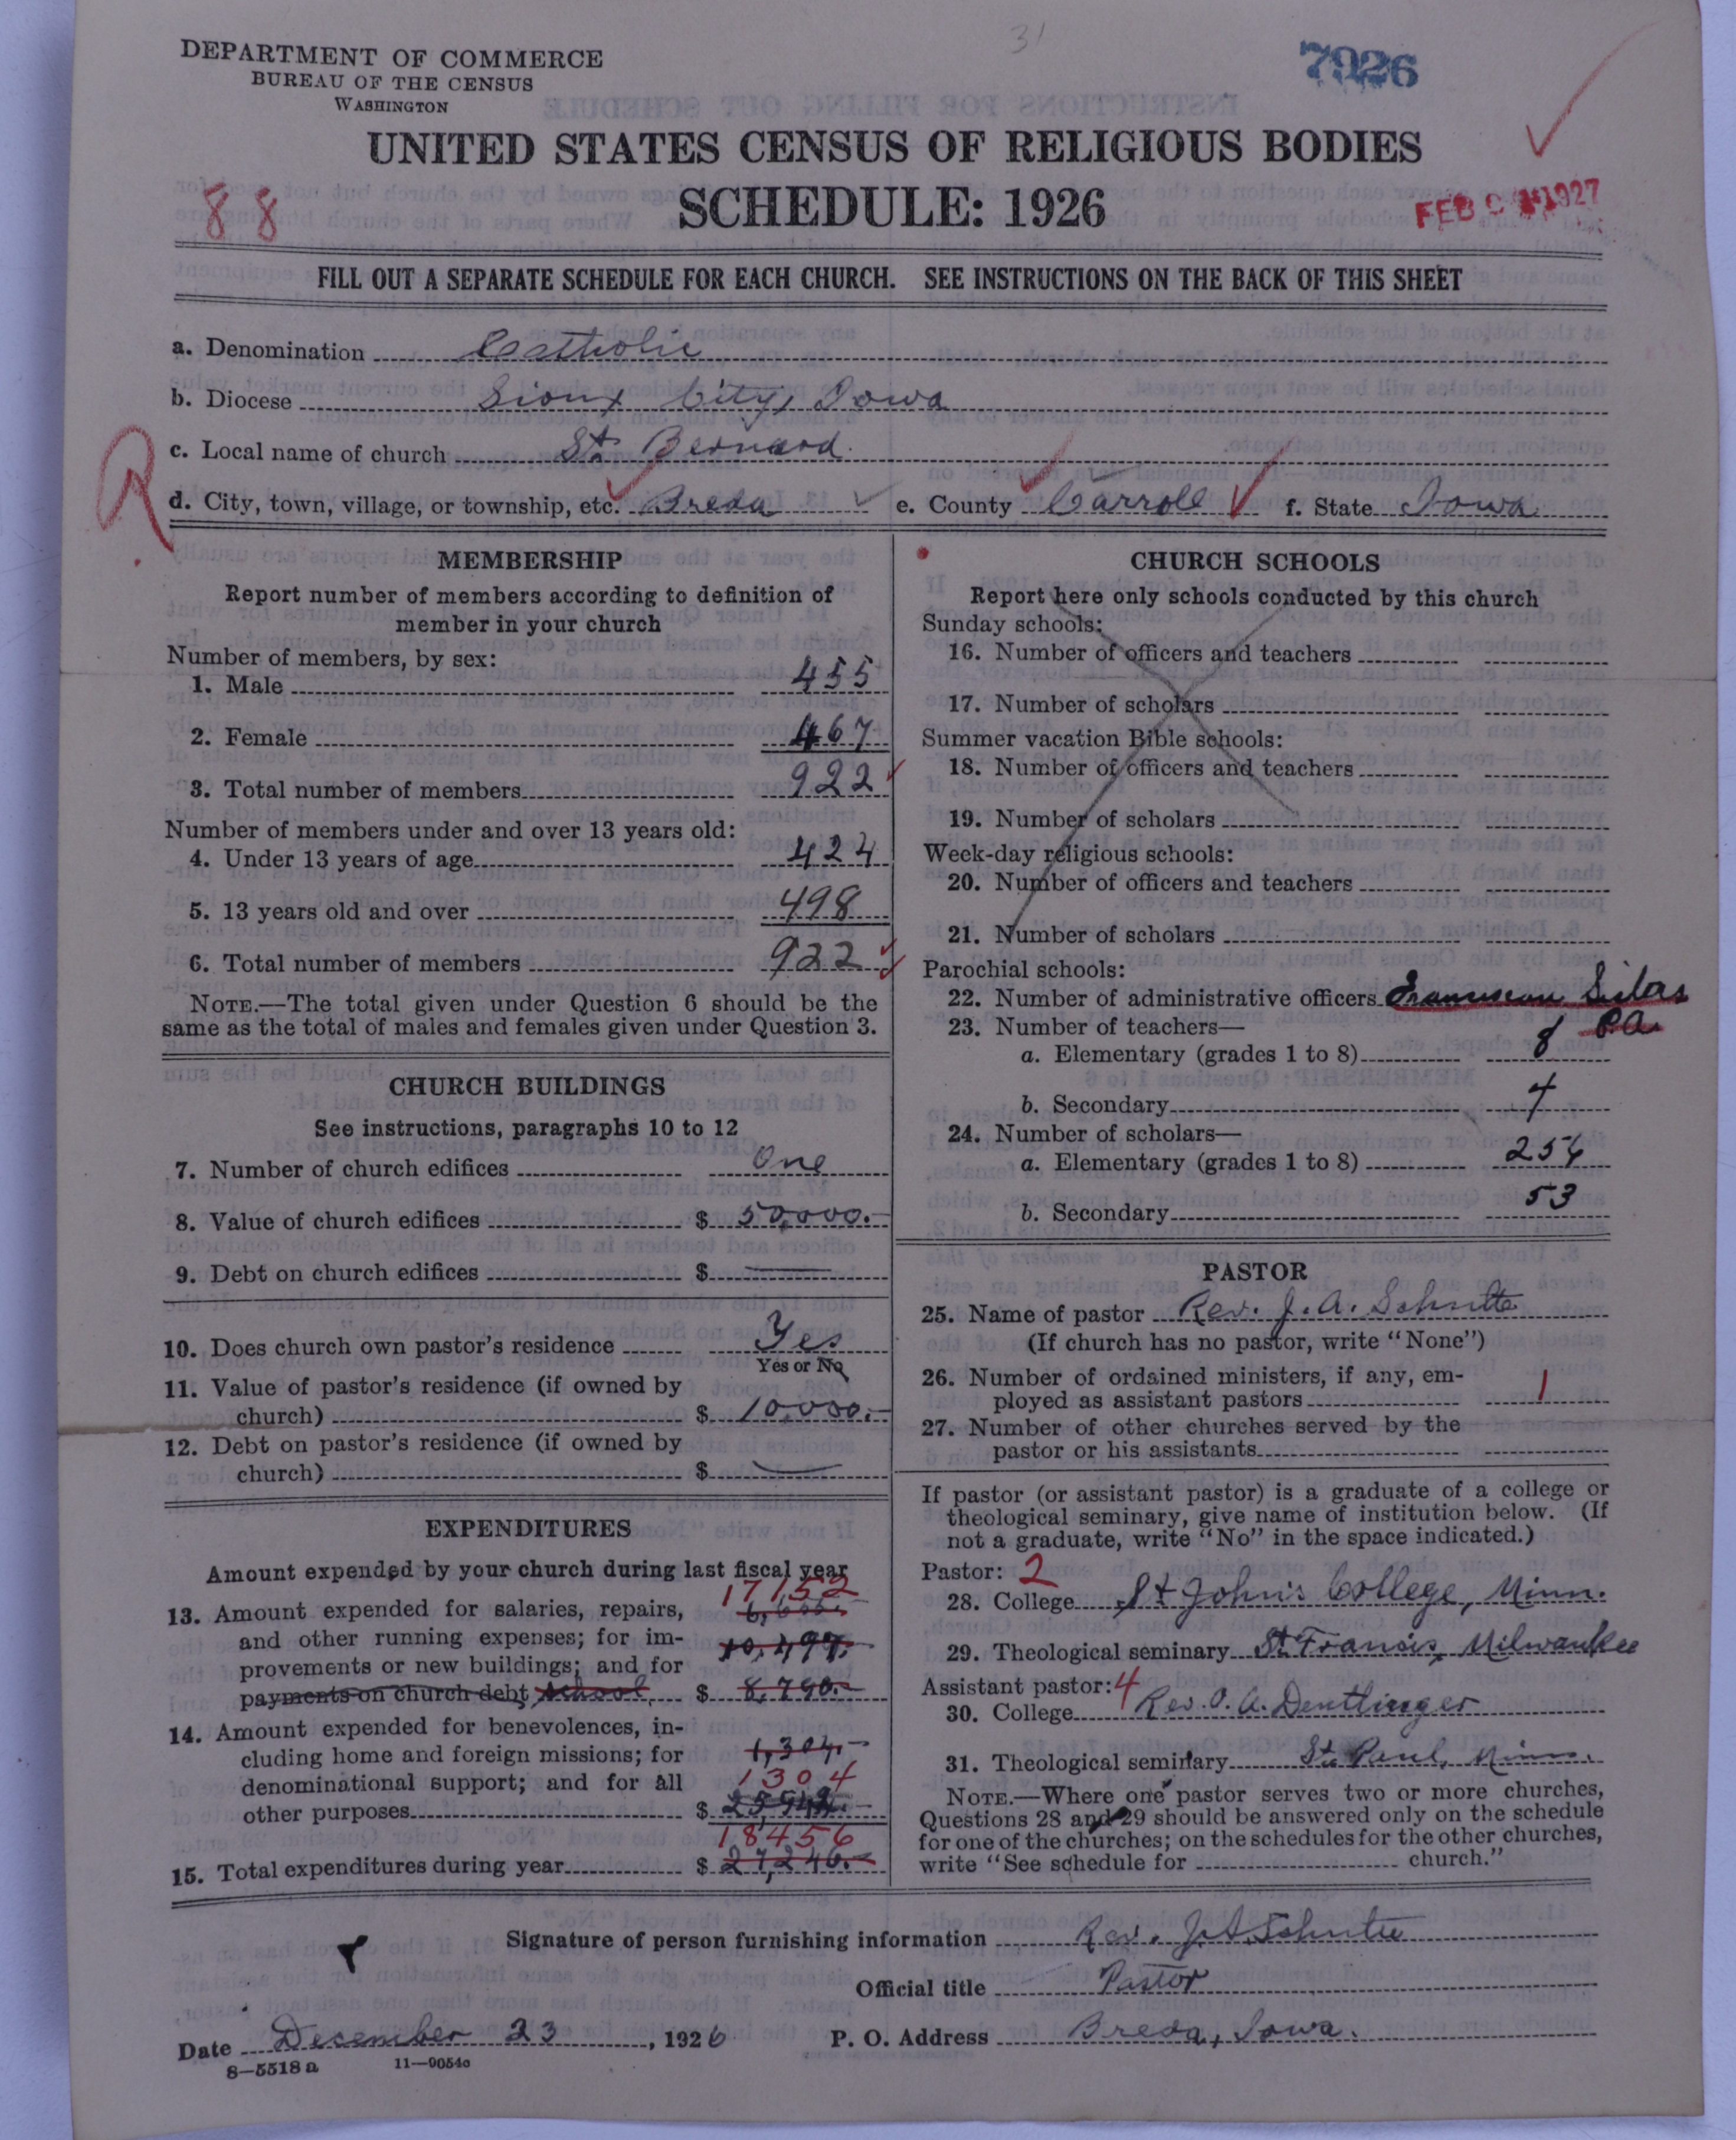 31
7926
DEPARTMENT OF COMMERCE
BUREAU OF THE CENSUS
WASHINGTON
UNITED STATES CENSUS OF RELIGIOUS BODIES
SCHEDULE: 1926
88
FEB 1927
FILL OUT A SEPARATE SCHEDULE FOR EACH CHURCH. SEE INSTRUCTIONS ON THE BACK OF THIS SHEET
a. Denomination Catholic
b. Diocese Sioux City, Iowa
c. Local name of church St. Bernard.
R
d. City, town, village, or township, etc. Breda e. County Carroll f. State Iowa
MEMBERSHIP
Report number of members according to definition of
member in your church
Number of members, by sex:
1. Male 455
2. Female 467
3. Total number of members 922
Number of members under and over 13 years old:
4. Under 13 years of age 424
5. 13 years old and over 498
6. Total number of members 922
NOTE.—The total given under Question 6 should be the
same as the total of males and females given under Question 3.
CHURCH BUILDINGS
See instructions, paragraphs 10 to 12
7. Number of church edifices One
8. Value of church edifices $ 50,000.-
9. Debt on church edifices $ —
10. Does church own pastor's residence Yes
Yes or No
11. Value of pastor's residence (if owned by
church) $ 10,000.-
12. Debt on pastor's residence (if owned by
church) $ —
EXPENDITURES
Amount expended by your church during last fiscal year
17152
13. Amount expended for salaries, repairs,
and other running expenses; for im- 10,497.-
provements or new buildings; and for
payments on church debt school $ 8,790.-
14. Amount expended for benevolences, in-
cluding home and foreign missions; for 1,304.-
denominational support; and for all 1304
other purposes $ 25,942.-
18456
15. Total expenditures during year $ 27,246.-
CHURCH SCHOOLS
Report here only schools conducted by this church
Sunday schools:
16. Number of officers and teachers
17. Number of scholars
Summer vacation Bible schools:
18. Number of officers and teachers
19. Number of scholars
Week-day religious schools:
20. Number of officers and teachers
21. Number of scholars
Parochial schools:
22. Number of administrative officers Franciscan Sisters
P.A.
23. Number of teachers—
a. Elementary (grades 1 to 8) 8
b. Secondary 4
24. Number of scholars—
a. Elementary (grades 1 to 8) 254
b. Secondary 53
PASTOR
25. Name of pastor Rev. J. A. Schulte
(If church has no pastor, write "None")
26. Number of ordained ministers, if any, em-
ployed as assistant pastors 1
27. Number of other churches served by the
pastor or his assistants
If pastor (or assistant pastor) is a graduate of a college or
theological seminary, give name of institution below. (If
not a graduate, write "No" in the space indicated.)
Pastor: 2
28. College St John's College, Minn.
29. Theological seminary St. Francis, Milwaukee
Assistant pastor: 4
30. College Rev. O. A. Dentlinger
31. Theological seminary St. Paul, Minn.
NOTE.—Where one pastor serves two or more churches,
Questions 28 and 29 should be answered only on the schedule
for one of the churches; on the schedules for the other churches,
write "See schedule for church."
Signature of person furnishing information Rev. J. A. Schulte
Official title Pastor
Date December 23, 1926 P. O. Address Breda, Iowa.
8—5518 a 11—9054c